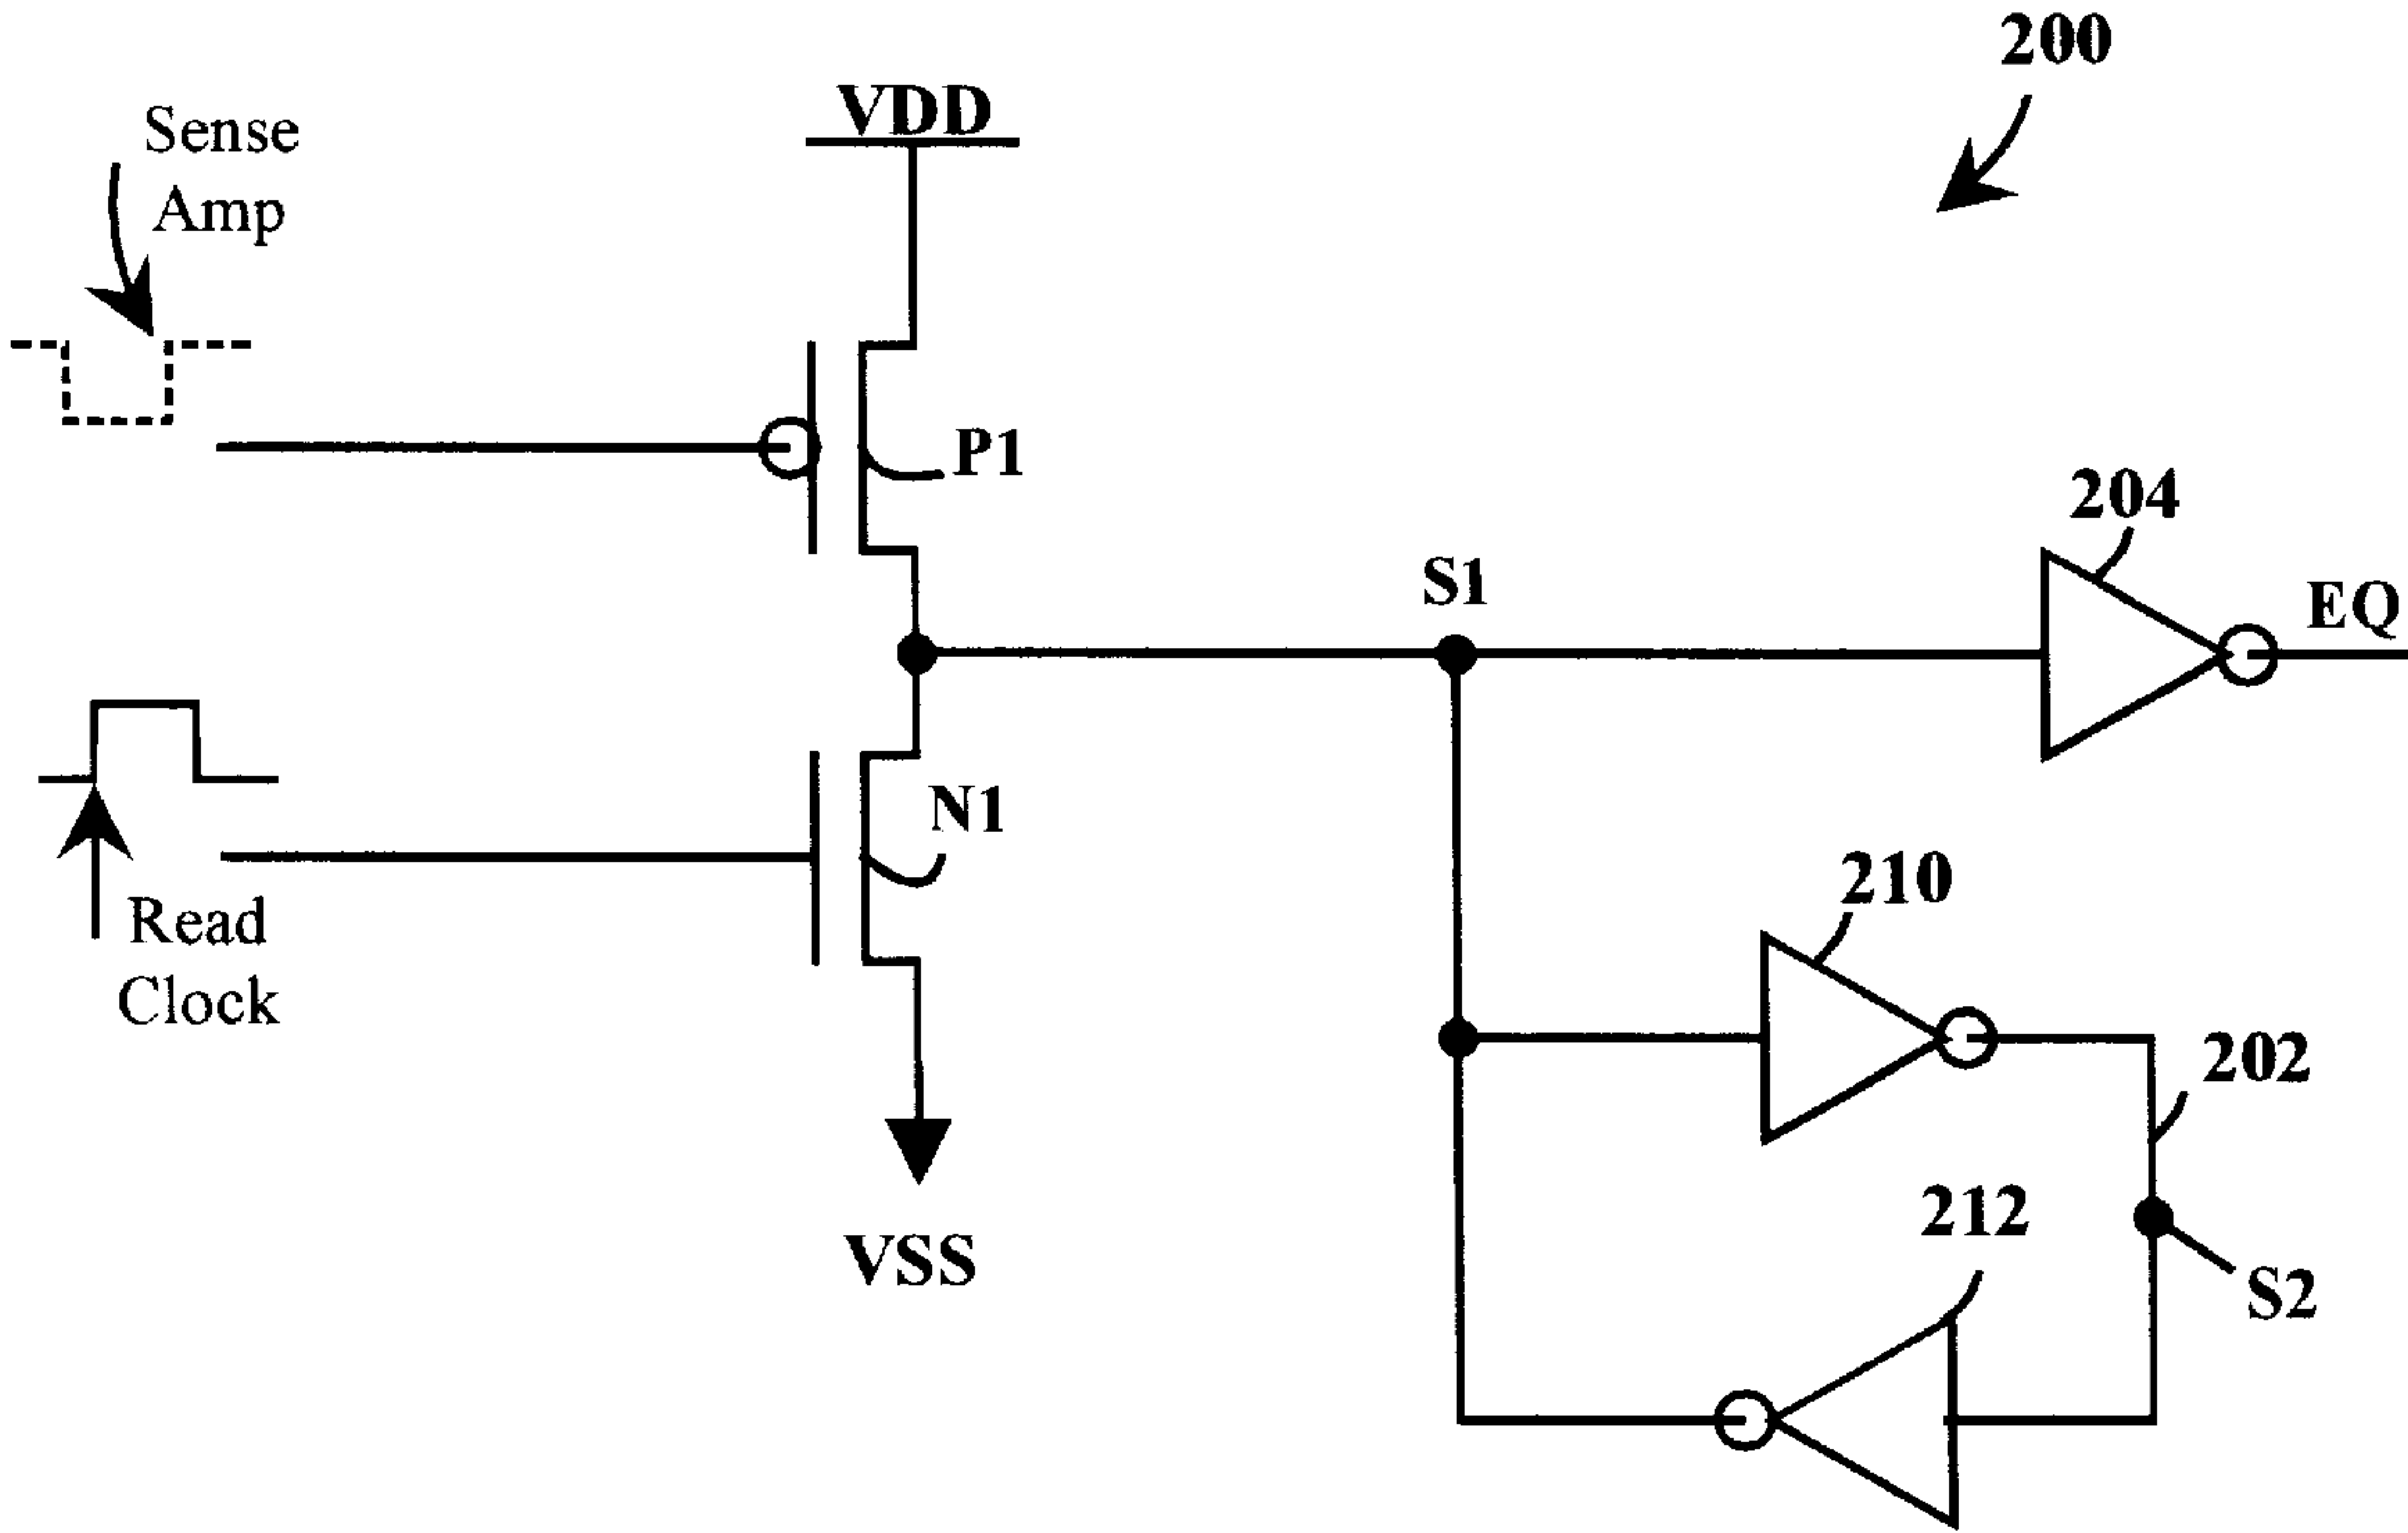 200
VDD
Sense
Amp
P1
204
S1
EQ
N1
210
Read
Clock
202
212
VSS
S2